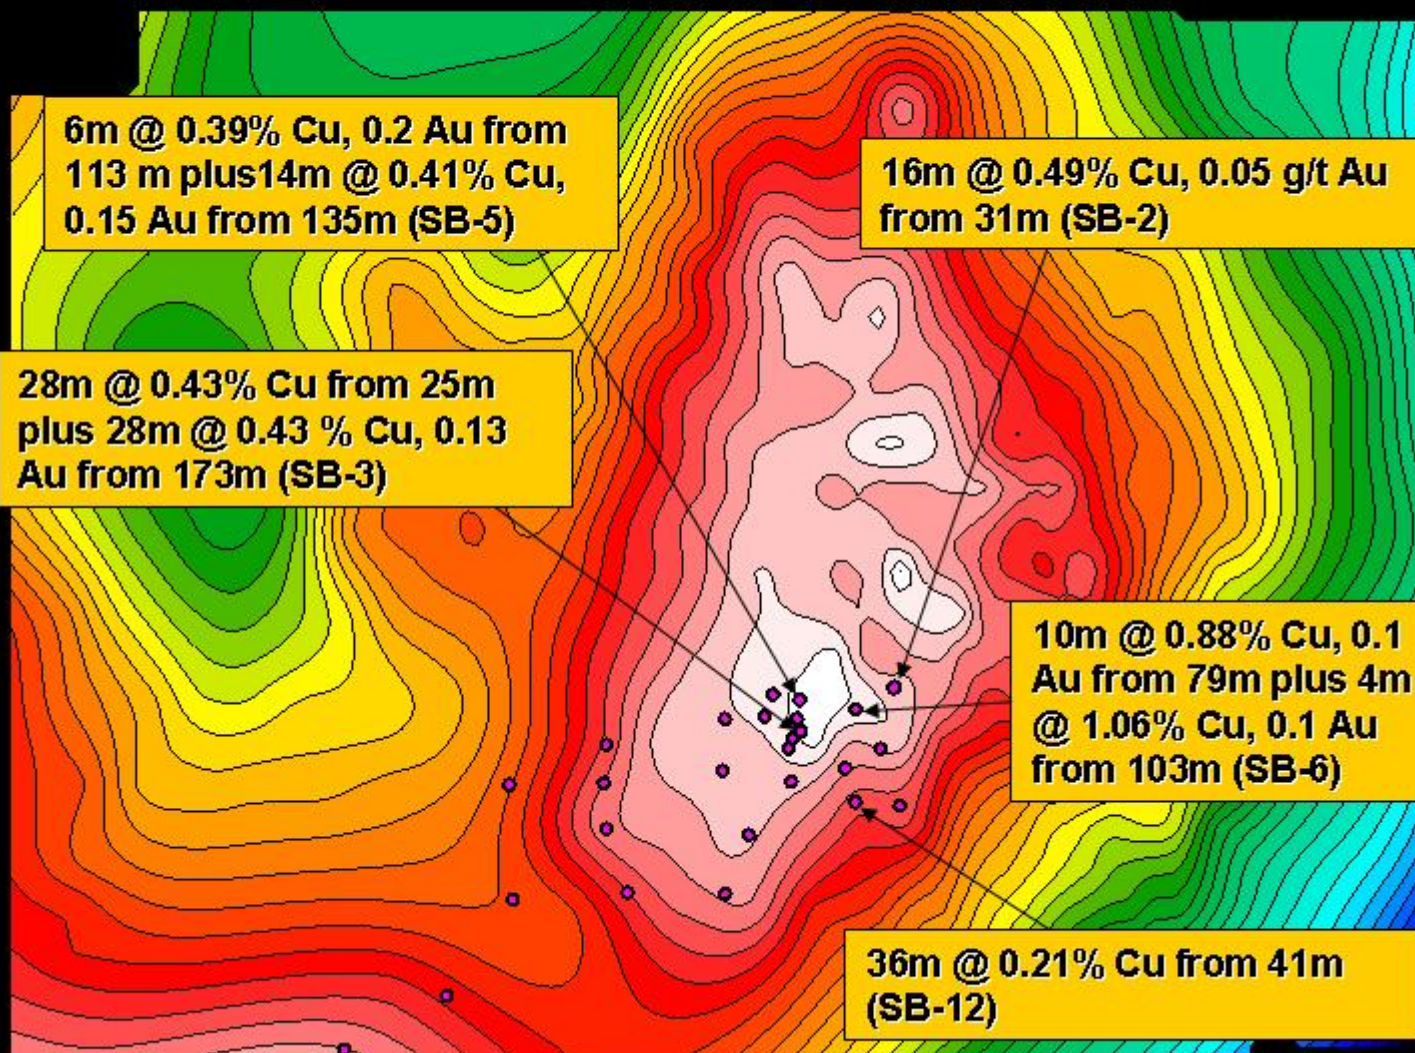 6m @ 0.39% Cu, 0.2 Au from
113 m plus14m @ 0.41% Cu,
0.15 Au from 135m (SB-5)
16m @ 0.49% Cu, 0.05 g/t Au
from 31m (SB-2)
28m @ 0.43% Cu from 25m
plus 28m @ 0.43 % Cu, 0.13
Au from 173m (SB-3)
10m @ 0.88% Cu, 0.1
Au from 79m plus 4m
@ 1.06% Cu, 0.1 Au
from 103m (SB-6)
36m @ 0.21% Cu from 41m
(SB-12)